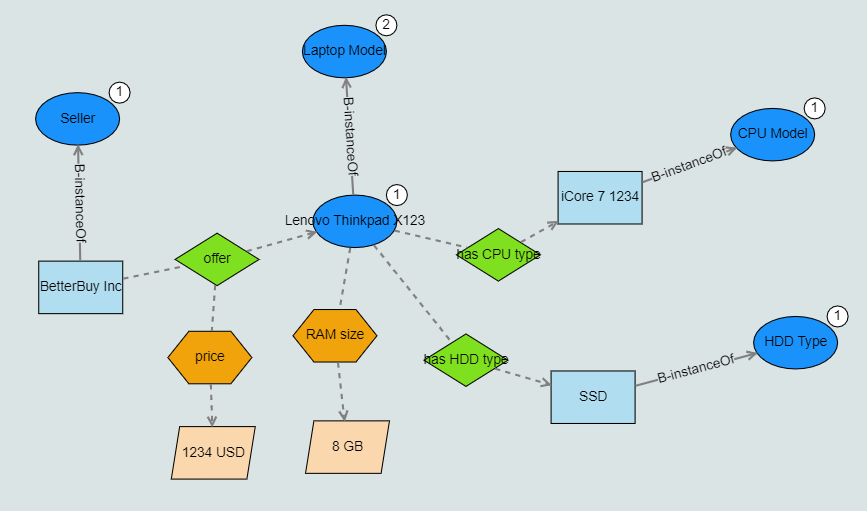 2
Laptop Model
1
Seller
1
CPU Model
B-instanceOf
B-instanceOf
B-instanceOf
1
iCore 7 1234
Lenovo Thinkpad X123
offer
has CPU type
BetterBuy Inc
1
RAM size
HDD Type
price
has HDD type
B-instanceOf
SSD
8 GB
1234 USD